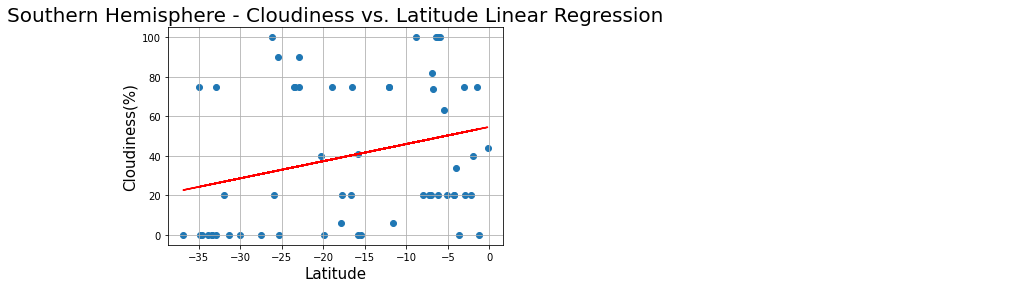 Southern Hemisphere - Cloudiness vs. Latitude Linear Regression
100
80
60
40
20
0
Cloudiness(%)
−35 −30 −25 −20 −15 −10 −5 0
Latitude